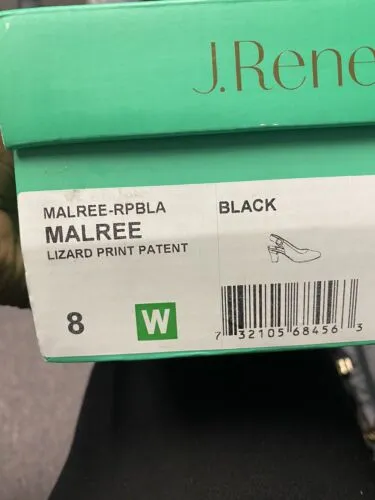 J.Rene
MALREE-RPBLA
BLACK
MALREE
LIZARD PRINT PATENT
8
W
7 32105 68456 3